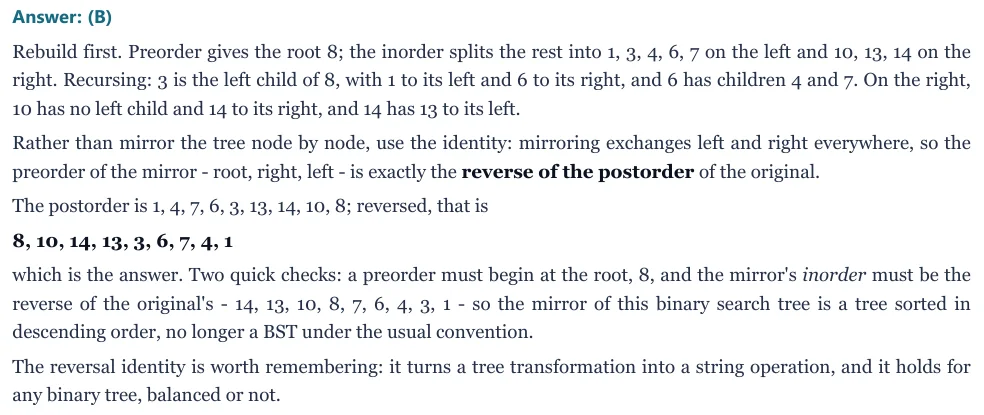 Answer: (B)
Rebuild first. Preorder gives the root 8; the inorder splits the rest into 1, 3, 4, 6, 7 on the left and 10, 13, 14 on the
right. Recursing: 3 is the left child of 8, with 1 to its left and 6 to its right, and 6 has children 4 and 7. On the right,
10 has no left child and 14 to its right, and 14 has 13 to its left.
Rather than mirror the tree node by node, use the identity: mirroring exchanges left and right everywhere, so the
preorder of the mirror - root, right, left - is exactly the reverse of the postorder of the original.
The postorder is 1, 4, 7, 6, 3, 13, 14, 10, 8; reversed, that is
8, 10, 14, 13, 3, 6, 7, 4, 1
which is the answer. Two quick checks: a preorder must begin at the root, 8, and the mirror's inorder must be the
reverse of the original's - 14, 13, 10, 8, 7, 6, 4, 3, 1 - so the mirror of this binary search tree is a tree sorted in
descending order, no longer a BST under the usual convention.
The reversal identity is worth remembering: it turns a tree transformation into a string operation, and it holds for
any binary tree, balanced or not.